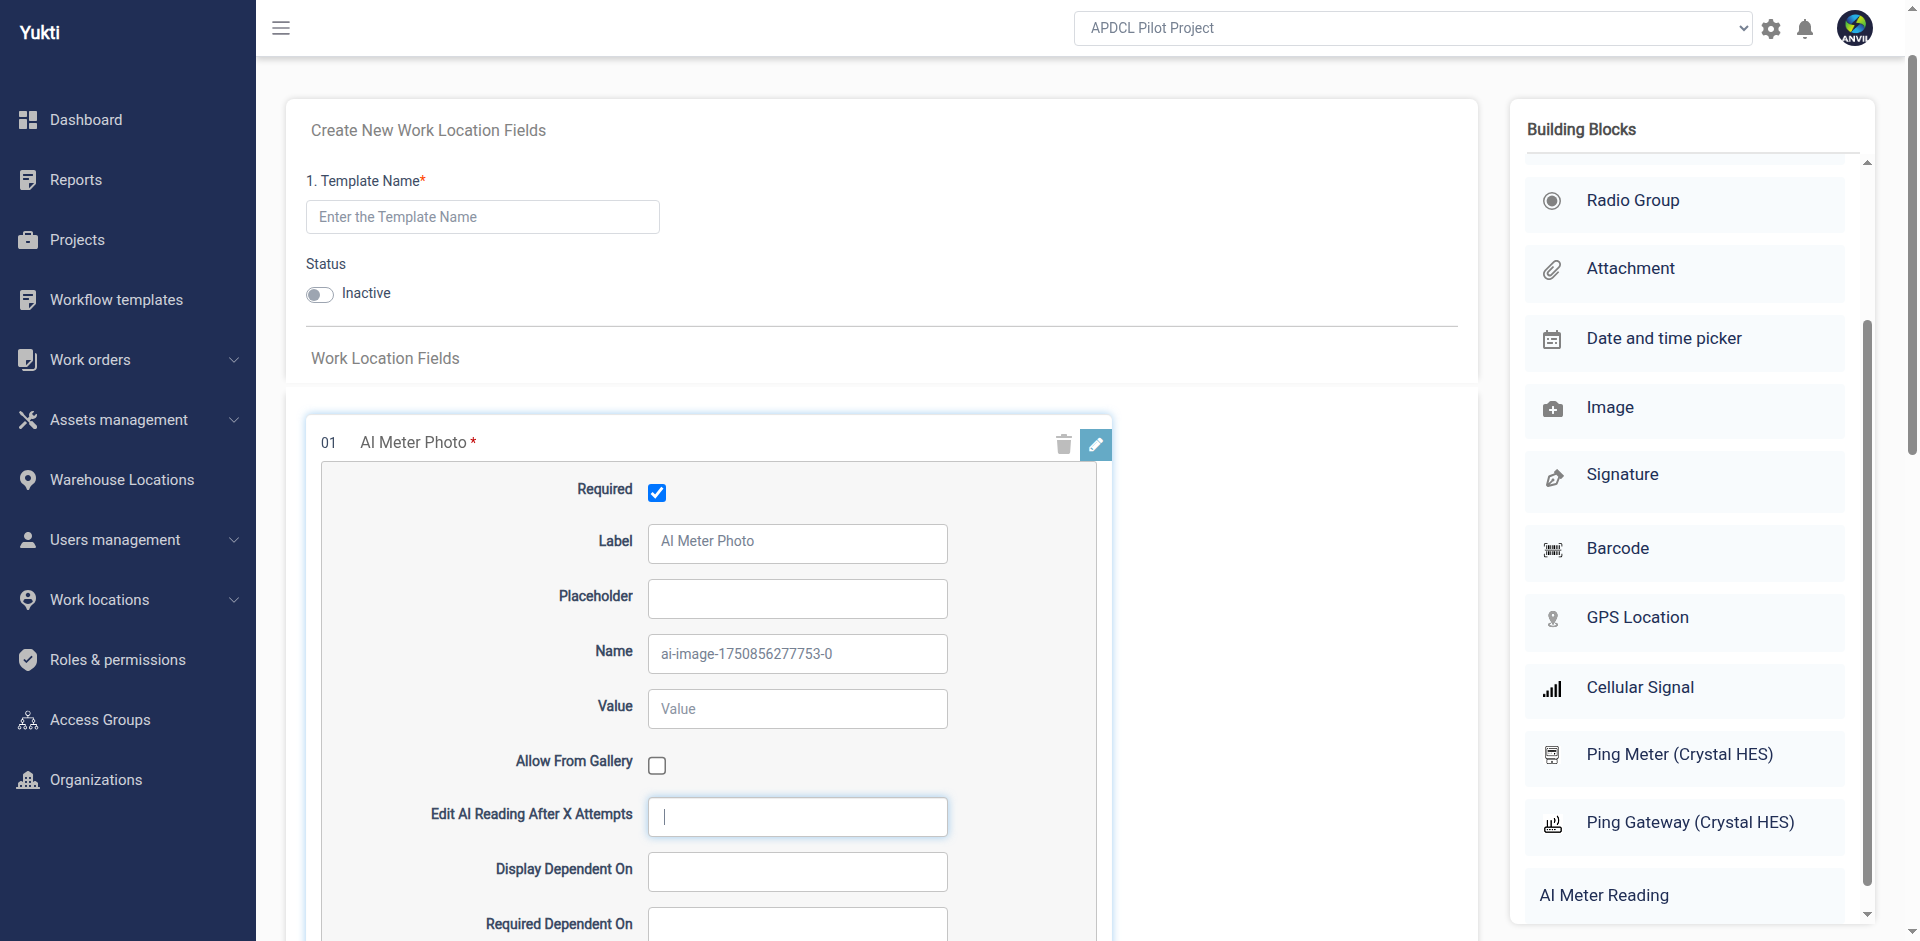 Yukti
APDCL Pilot Project
ANVIL
Dashboard
Reports
Projects
Workflow templates
Work orders
Assets management
Warehouse Locations
Users management
Work locations
Roles & permissions
Access Groups
Organizations
Create New Work Location Fields
1. Template Name*
Enter the Template Name
Status
Inactive
Work Location Fields
01 AI Meter Photo *
Required
Label AI Meter Photo
Placeholder
Name ai-image-1750856277753-0
Value Value
Allow From Gallery
Edit AI Reading After X Attempts
Display Dependent On
Required Dependent On
Building Blocks
Radio Group
Attachment
Date and time picker
Image
Signature
Barcode
GPS Location
Cellular Signal
Ping Meter (Crystal HES)
Ping Gateway (Crystal HES)
AI Meter Reading